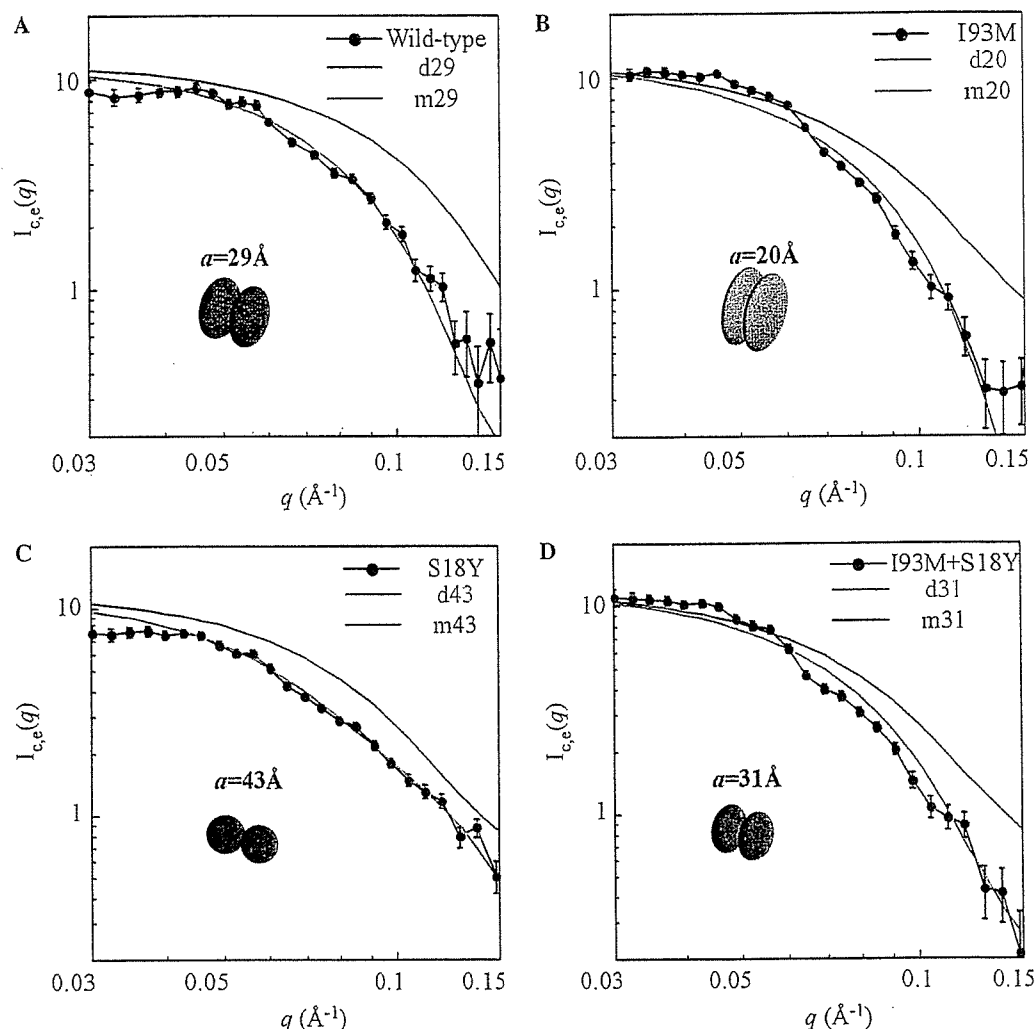 A
Wild-type
d29
m29
10
1
I_{c,e}(q)
a=29Å
0.03
0.05
0.1
0.15
q (Å⁻¹)
B
I93M
d20
m20
10
1
I_{c,e}(q)
a=20Å
0.03
0.05
0.1
0.15
q (Å⁻¹)
C
S18Y
d43
m43
10
1
I_{c,e}(q)
a=43Å
0.03
0.05
0.1
0.15
q (Å⁻¹)
D
I93M+S18Y
d31
m31
10
1
I_{c,e}(q)
a=31Å
0.03
0.05
0.1
0.15
q (Å⁻¹)